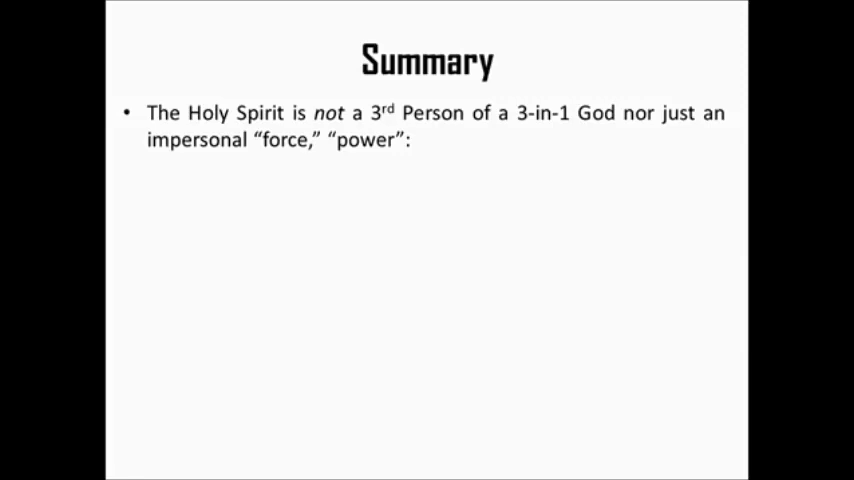 Summary
• The Holy Spirit is not a 3rd Person of a 3-in-1 God nor just an
impersonal “force,” “power”: